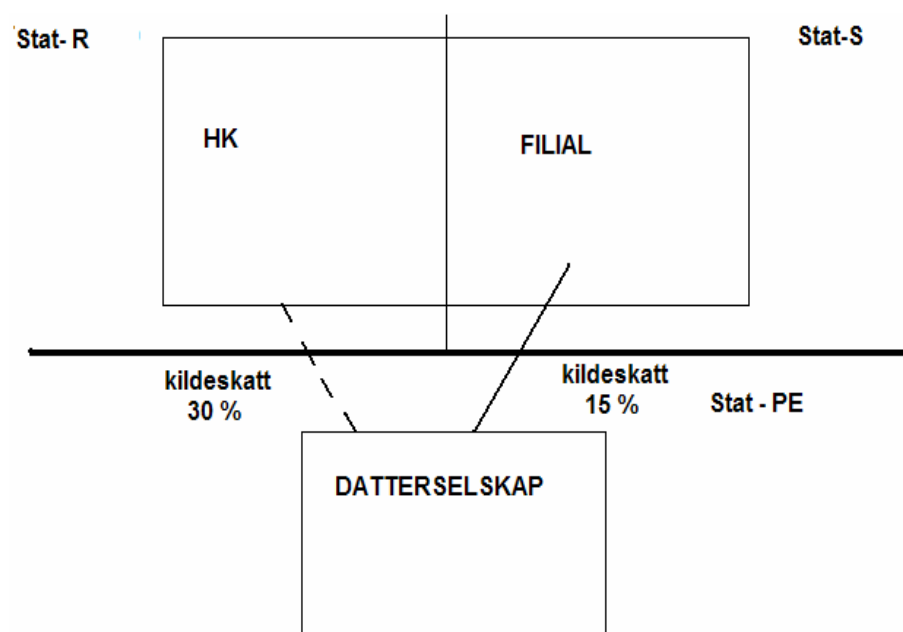 Stat- R
Stat-S
HK
FILIAL
kildeskatt
30 %
kildeskatt
15 %
Stat - PE
DATTERSELSKAP